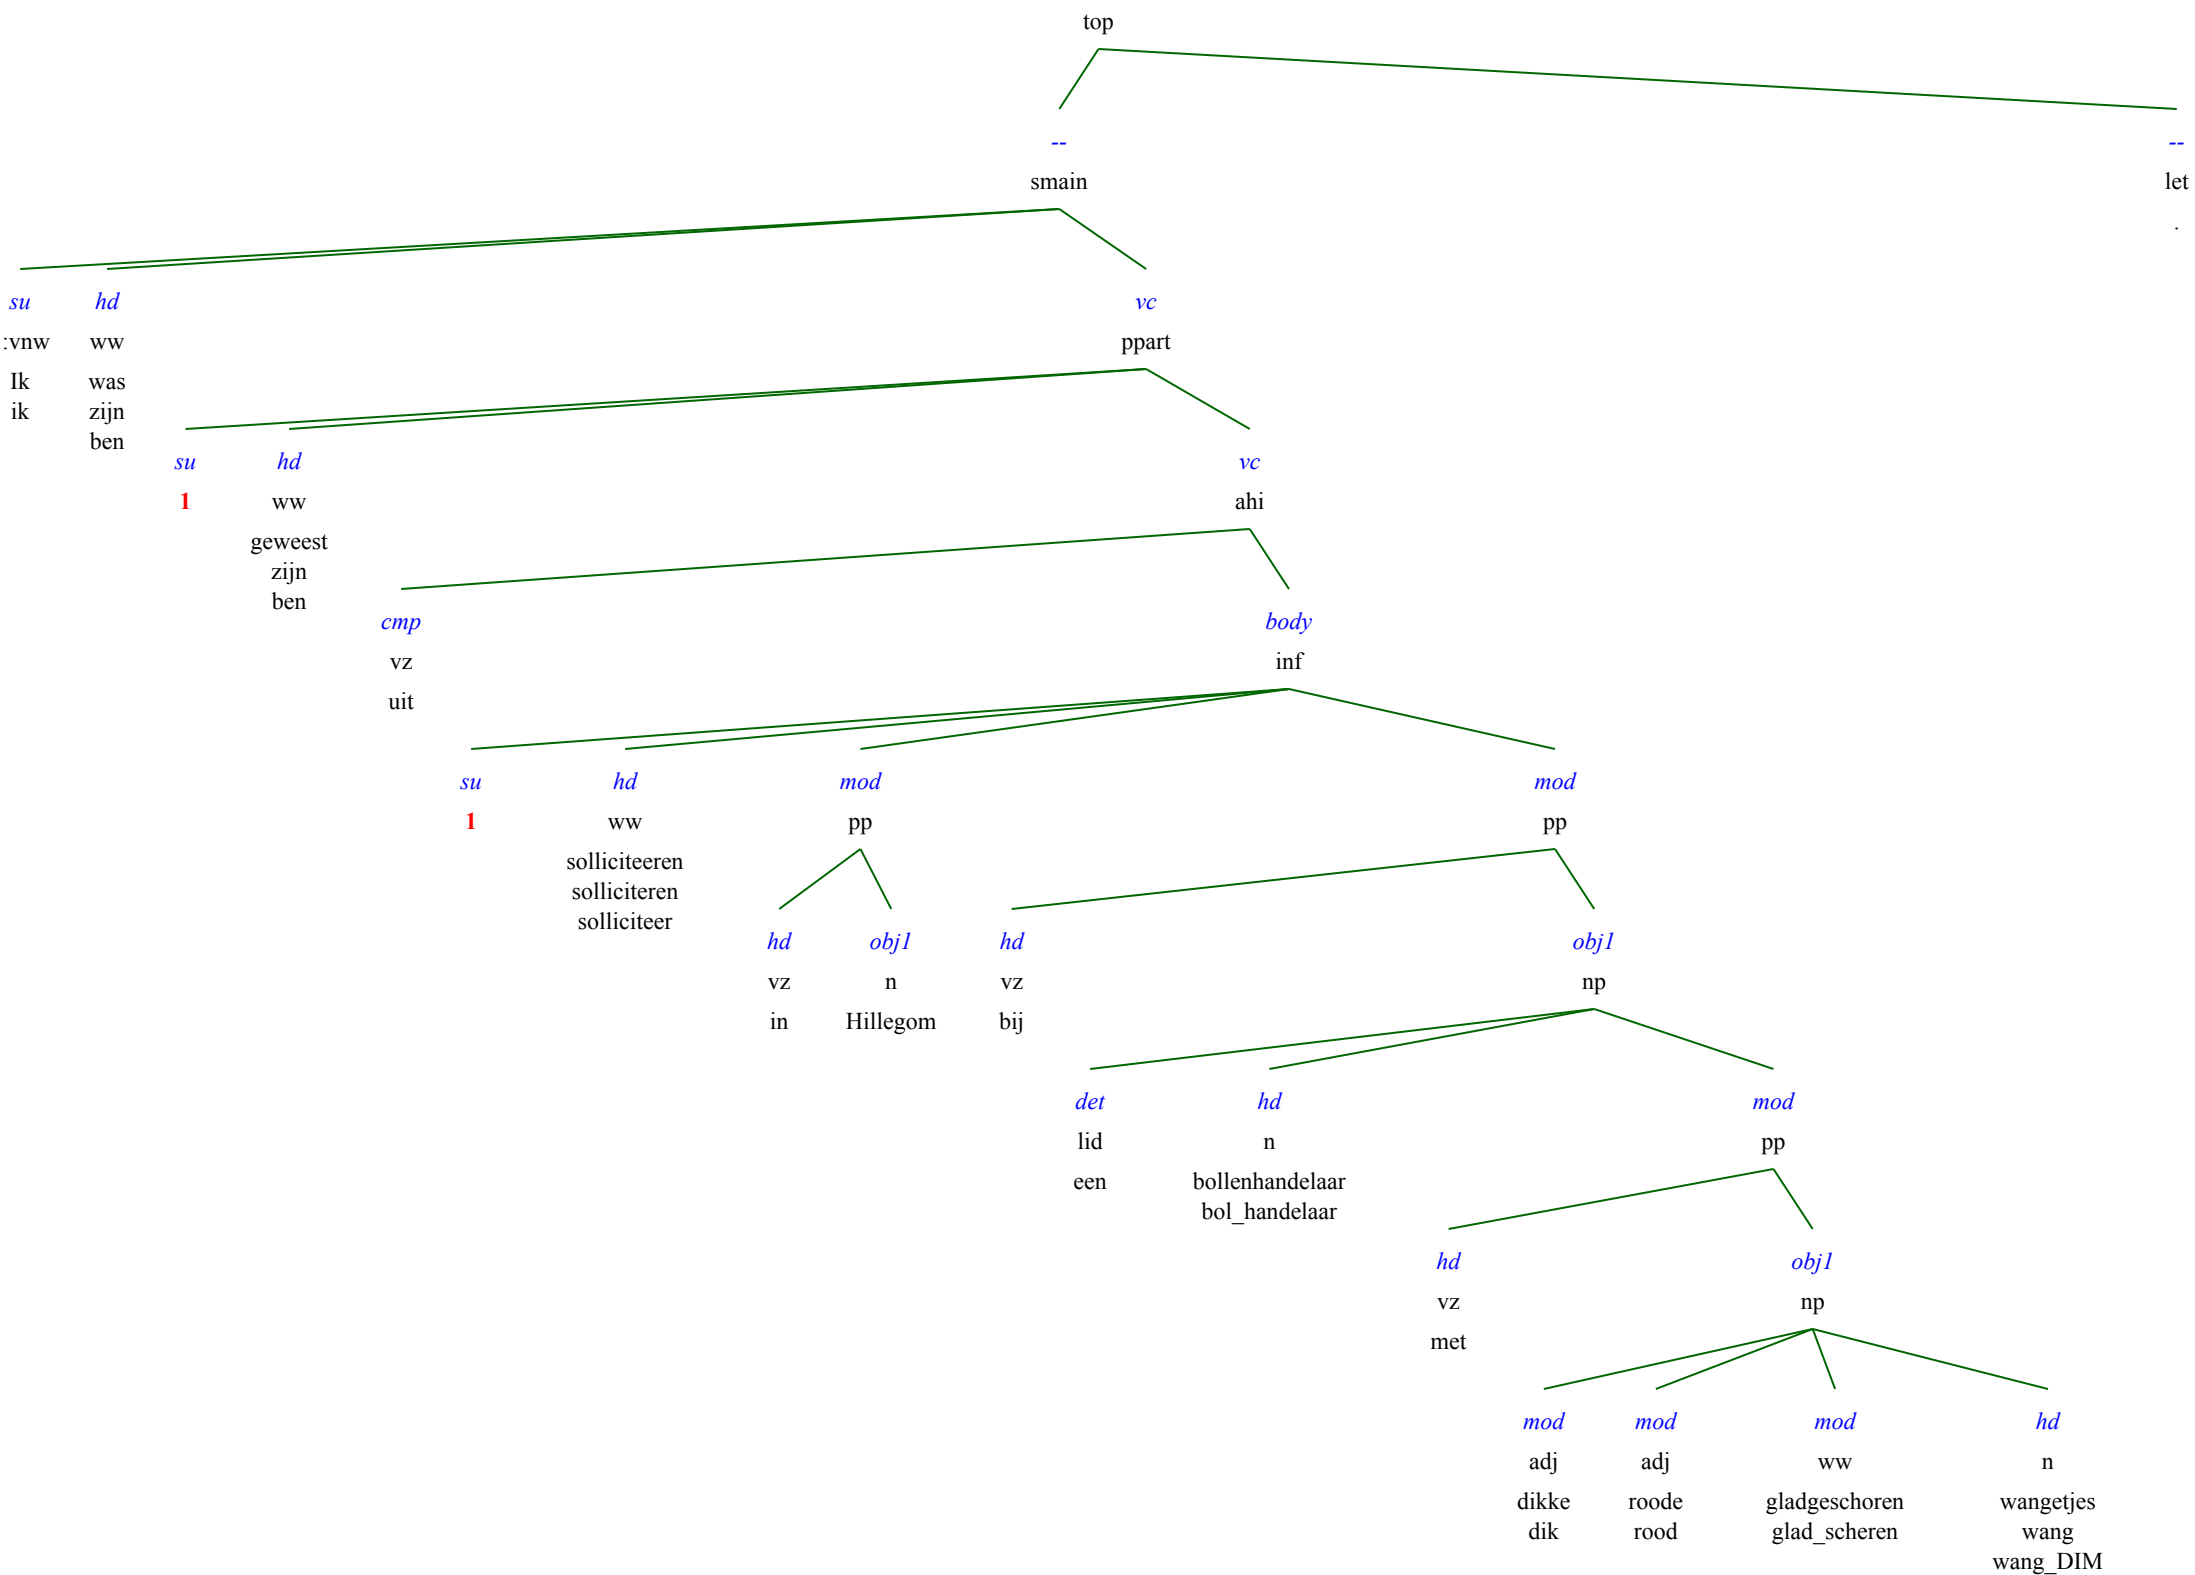 top
-- --
smain let
.
su hd vc
:vnw ww ppart
Ik was
ik zijn
ben
su hd vc
1 ww ahi
geweest
zijn
ben
cmp body
vz inf
uit
su hd mod mod
1 ww pp pp
solliciteeren
solliciteren
solliciteer
hd obj1 hd obj1
vz n vz np
in Hillegom bij
det hd mod
lid n pp
een bollenhandelaar
bol_handelaar
hd obj1
vz np
met
mod mod mod hd
adj adj ww n
dikke roode gladgeschoren wangetjes
dik rood glad_scheren wang
wang_DIM